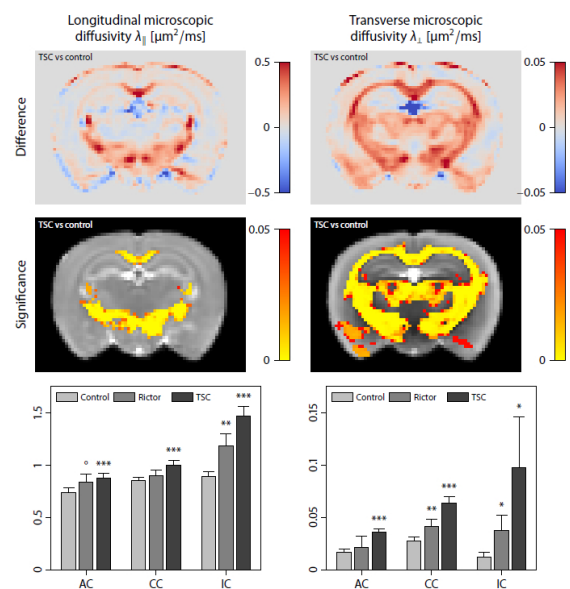 Longitudinal microscopic
diffusivity λ∥ [µm²/ms]
Transverse microscopic
diffusivity λ⊥ [µm²/ms]
Difference
TSC vs control
0.5
0
−0.5
TSC vs control
0.05
0
−0.05
Significance
TSC vs control
0.05
0
TSC vs control
0.05
0
Control Rictor TSC
1.5
1
0.5
0
° ***
***
** ***
AC CC IC
Control Rictor TSC
0.15
0.1
0.05
0
***
** ***
* *
AC CC IC